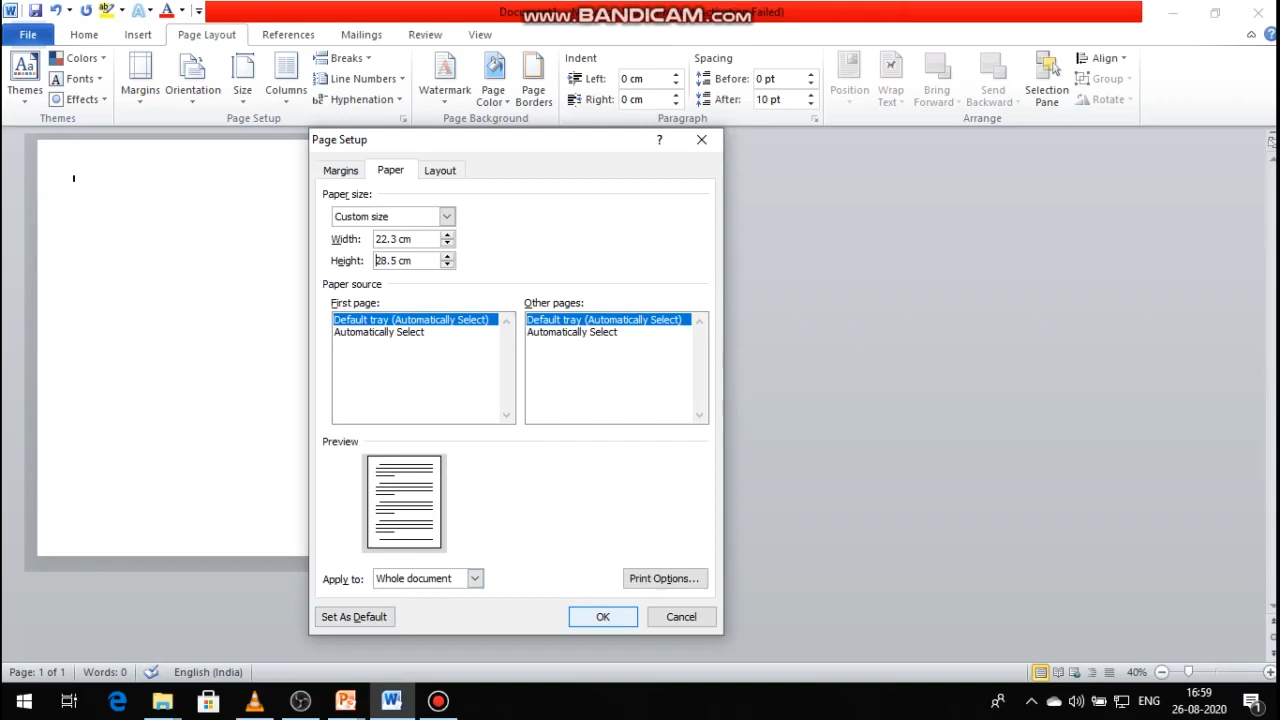 Docume
www.BANDICAM.com
ctivation Failed)
File Home Insert Page Layout References Mailings Review View
Themes
Colors
Fonts
Effects
Themes
Margins Orientation Size Columns
Breaks
Line Numbers
Hyphenation
Page Setup
Watermark Page Color Page Borders
Page Background
Indent
Left: 0 cm
Right: 0 cm
Spacing
Before: 0 pt
After: 10 pt
Paragraph
Position Wrap Text Bring Forward Send Backward Selection Pane
Align
Group
Rotate
Arrange
Page Setup
Margins Paper Layout
Paper size:
Custom size
Width: 22.3 cm
Height: 28.5 cm
Paper source
First page: Other pages:
Default tray (Automatically Select) Default tray (Automatically Select)
Automatically Select Automatically Select
Preview
Apply to: Whole document Print Options...
Set As Default OK Cancel
Page: 1 of 1 Words: 0 English (India) 40%
ENG
16:59
26-08-2020
1